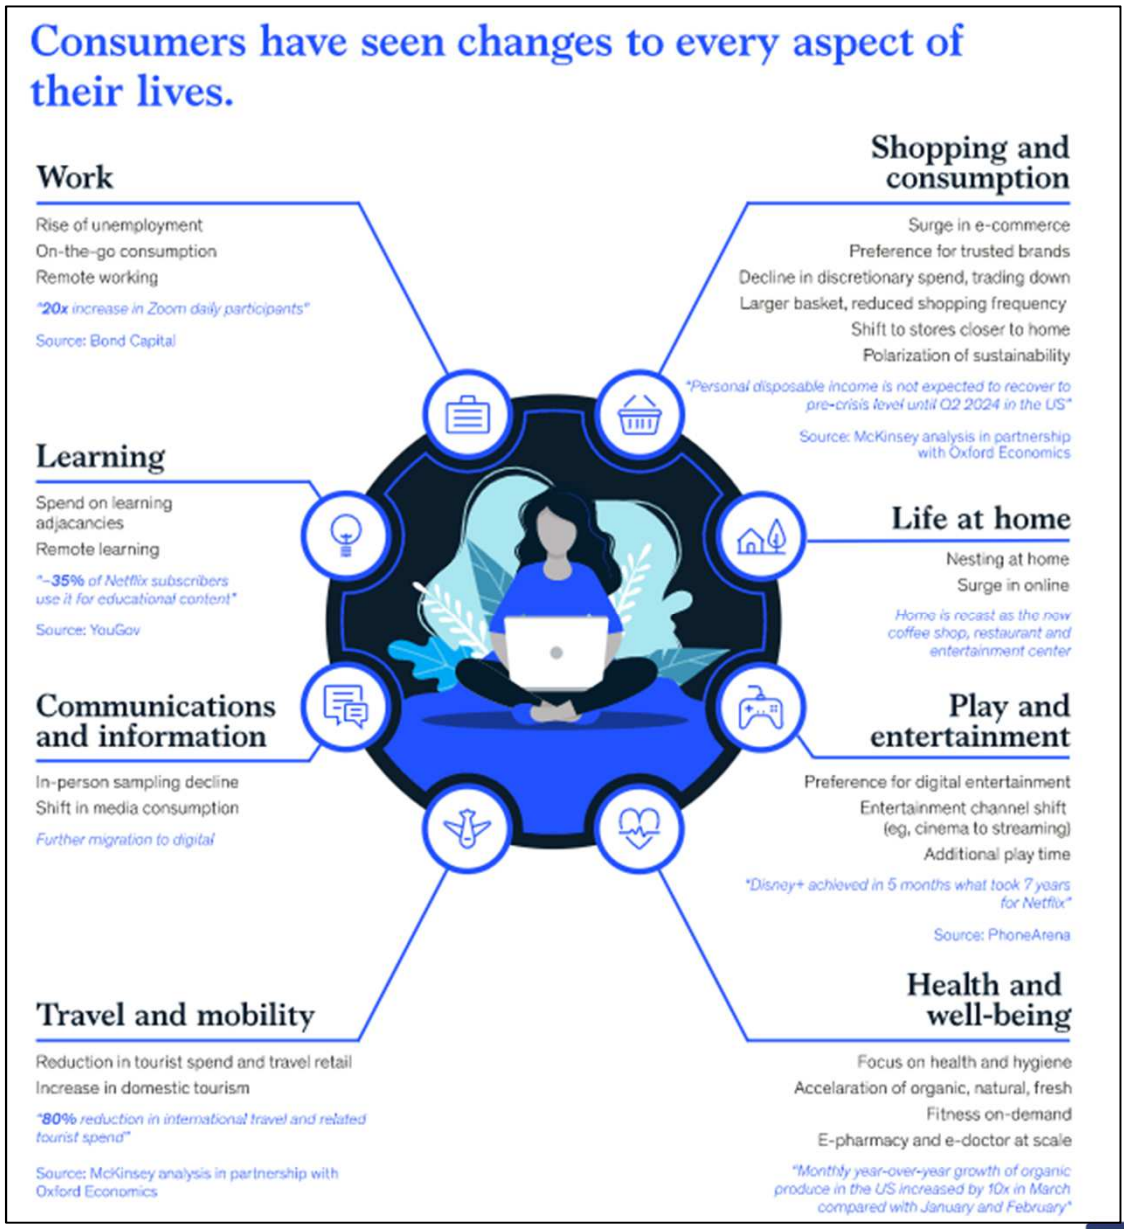 Consumers have seen changes to every aspect of
their lives.
Work
Rise of unemployment
On-the-go consumption
Remote working
"20x increase in Zoom daily participants"
Source: Bond Capital
Learning
Spend on learning
adjacancies
Remote learning
"~35% of Netflix subscribers
use it for educational content"
Source: YouGov
Communications
and information
In-person sampling decline
Shift in media consumption
Further migration to digital
Travel and mobility
Reduction in tourist spend and travel retail
Increase in domestic tourism
"80% reduction in international travel and related
tourist spend"
Source: McKinsey analysis in partnership with
Oxford Economics
Shopping and
consumption
Surge in e-commerce
Preference for trusted brands
Decline in discretionary spend, trading down
Larger basket, reduced shopping frequency
Shift to stores closer to home
Polarization of sustainability
"Personal disposable income is not expected to recover to
pre-crisis level until Q2 2024 in the US"
Source: McKinsey analysis in partnership
with Oxford Economics
Life at home
Nesting at home
Surge in online
Home is recast as the new
coffee shop, restaurant and
entertainment center
Play and
entertainment
Preference for digital entertainment
Entertainment channel shift
(eg, cinema to streaming)
Additional play time
"Disney+ achieved in 5 months what took 7 years
for Netflix"
Source: PhoneArena
Health and
well-being
Focus on health and hygiene
Accelaration of organic, natural, fresh
Fitness on-demand
E-pharmacy and e-doctor at scale
"Monthly year-over-year growth of organic
produce in the US increased by 10x in March
compared with January and February"